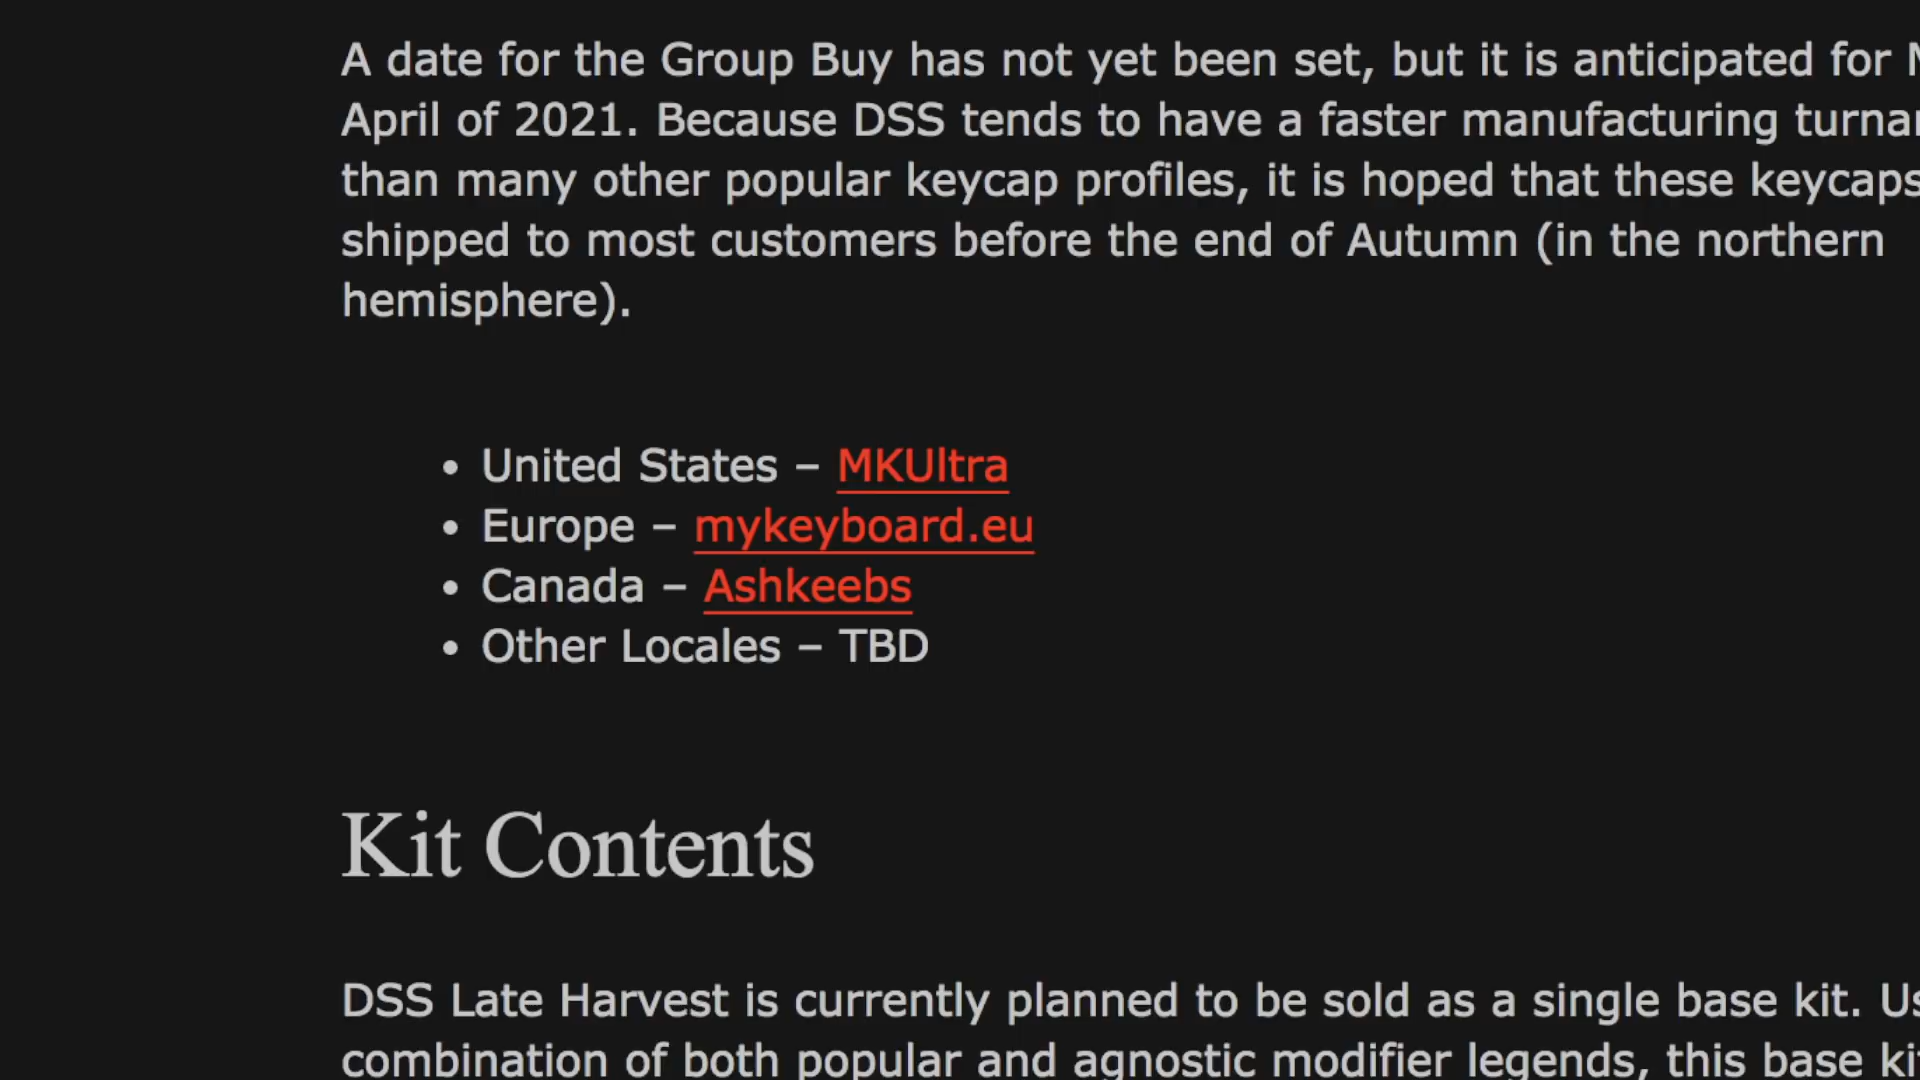 A date for the Group Buy has not yet been set, but it is anticipated for
April of 2021. Because DSS tends to have a faster manufacturing
than many other popular keycap profiles, it is hoped that these keycaps
shipped to most customers before the end of Autumn (in the northern
hemisphere).
• United States – MKUltra
• Europe – mykeyboard.eu
• Canada – Ashkeebs
• Other Locales – TBD
Kit Contents
DSS Late Harvest is currently planned to be sold as a single base kit.
combination of both popular and agnostic modifier legends, this base